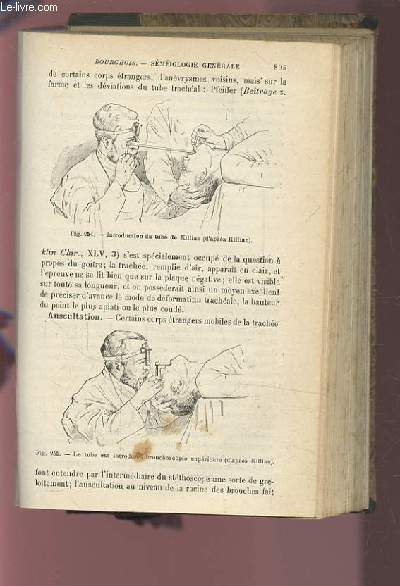 le-livre.com
BOURGEOIS. — SÉMÉIOLOGIE GÉNÉRALE
de certains corps étrangers, l'anévrysmes voisins, mais sur la
forme et les déviations du tube trachéal : Pfeiffer (Beitrage z.
— Introduction du tube de Killian (d'après Killian).
klin Chir., XLV, 3) s'est spécialement occupé de la question à
propos du goitre; la trachée, remplie d'air, apparaît en clair, et
l'épreuve ne se lit bien que sur la plaque négative; elle est visible
sur toute sa longueur, et on posséderait ainsi un moyen excellent
de préciser d'avance le mode de déformation trachéale, la hauteur
du point le plus aplati ou le plus coudé.
Auscultation. — Certains corps étrangers mobiles de la trachée
— Le tube est introduit, bronchoscopie supérieure (d'après Killian).
font entendre par l'intermédiaire du stéthoscope une sorte de gre-
lottement; l'auscultation au niveau de la racine des bronches fait